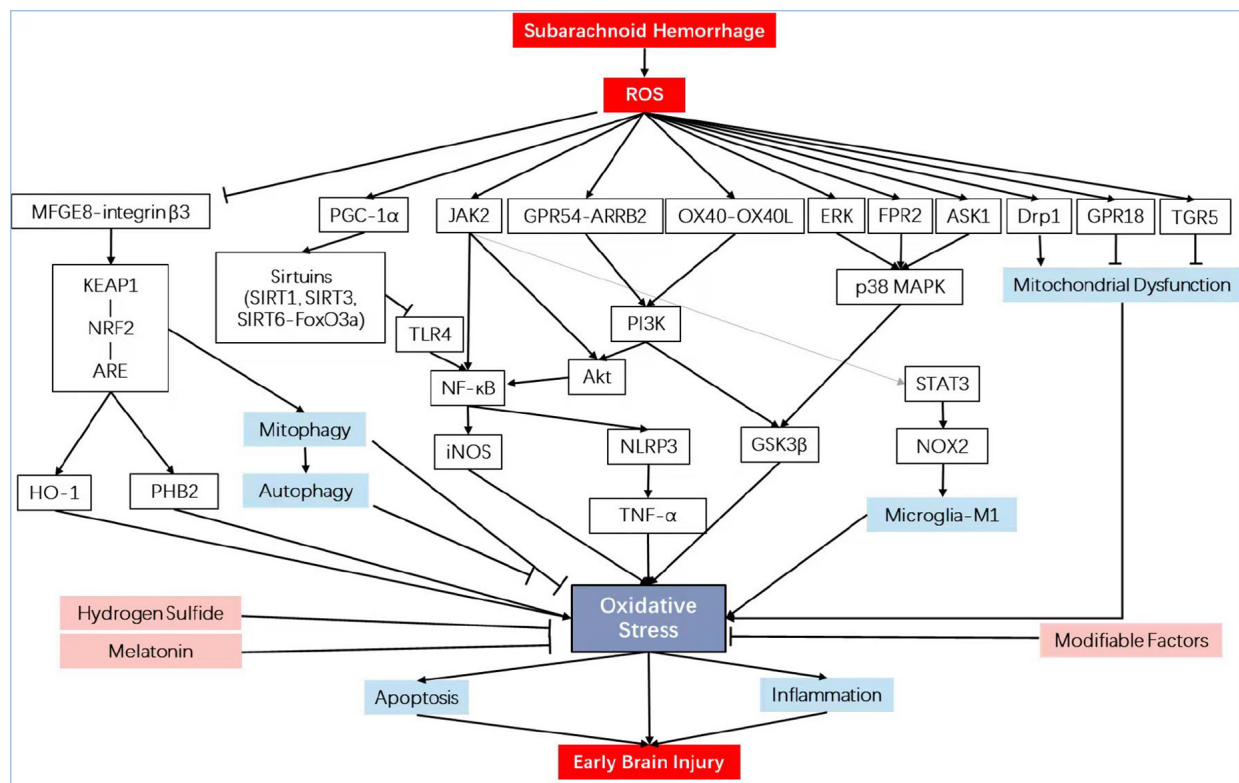 Subarachnoid Hemorrhage
ROS
MFGE8-integrin β3
PGC-1α
JAK2
GPR54-ARRB2
OX40-OX40L
ERK
FPR2
ASK1
Drp1
GPR18
TGR5
KEAP1
NRF2
ARE
Sirtuins
(SIRT1, SIRT3,
SIRT6-FoxO3a)
p38 MAPK
Mitochondrial Dysfunction
TLR4
PI3K
NF-κB
Akt
STAT3
Mitophagy
iNOS
NLRP3
GSK3β
NOX2
HO-1
PHB2
Autophagy
TNF-α
Microglia-M1
Hydrogen Sulfide
Melatonin
Oxidative
Stress
Modifiable Factors
Apoptosis
Inflammation
Early Brain Injury